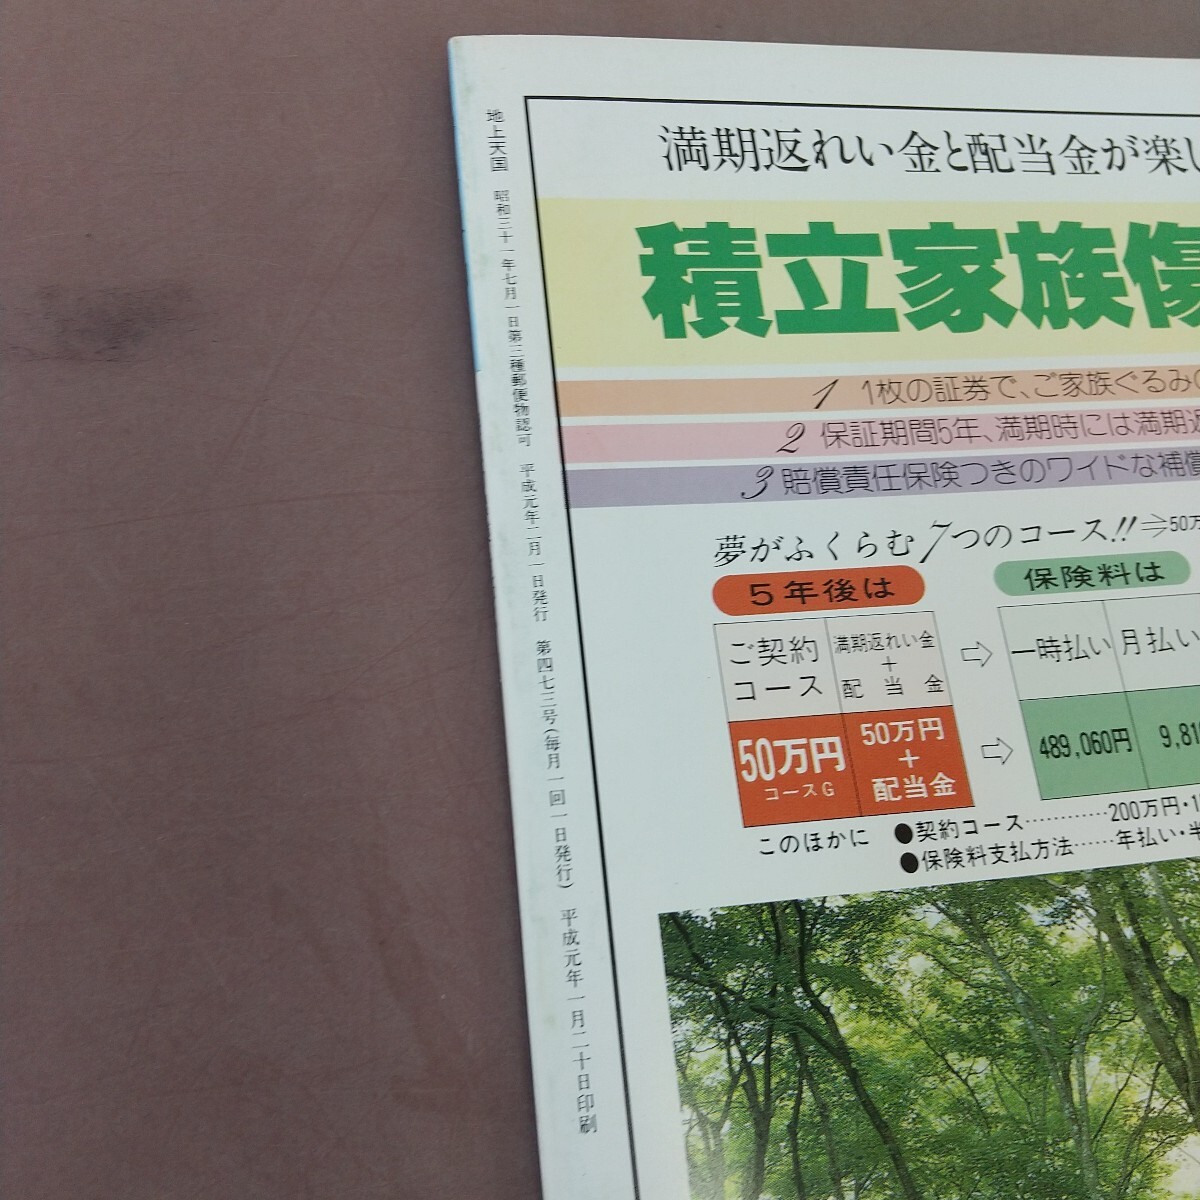 地上天国 昭和三十一年七月一日第三種郵便物認可 平成元年二月一日発行 第四七三号(毎月一回一日発行) 平成元年一月二十日印刷
満期返れい金と配当金が楽し
積立家族傷
1 1枚の証券で、ご家族ぐるみの
2 保証期間5年、満期時には満期返
3 賠償責任保険つきのワイドな補償
夢がふくらむ7つのコース!!⇒50万
5年後は
保険料は
ご契約
コース
満期返れい金
+
配当金
⇨
一時払い
月払い
50万円
コースG
50万円
+
配当金
⇨
489,060円
9,81
このほかに
●契約コース…………200万円・1
●保険料支払方法……年払い・半